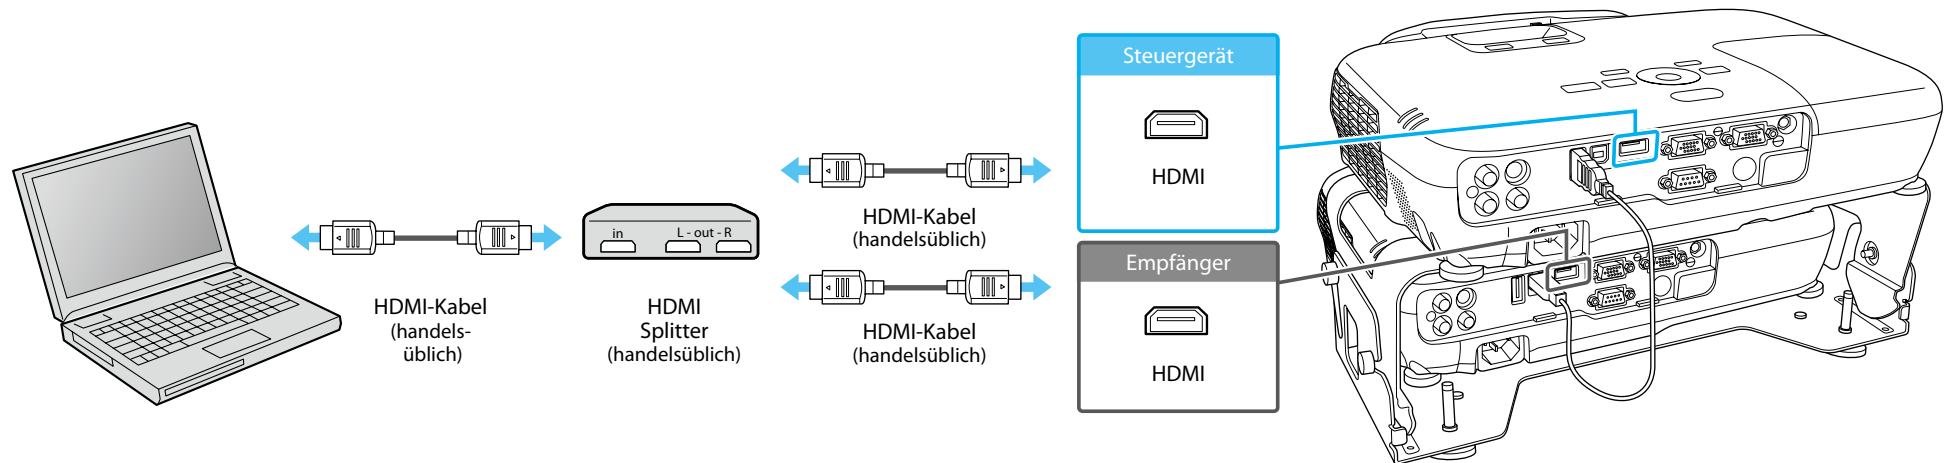 HDMI-Kabel
(handels-
üblich)
in
L - out - R
HDMI
Splitter
(handelsüblich)
HDMI-Kabel
(handelsüblich)
HDMI-Kabel
(handelsüblich)
Steuergerät
HDMI
Empfänger
HDMI